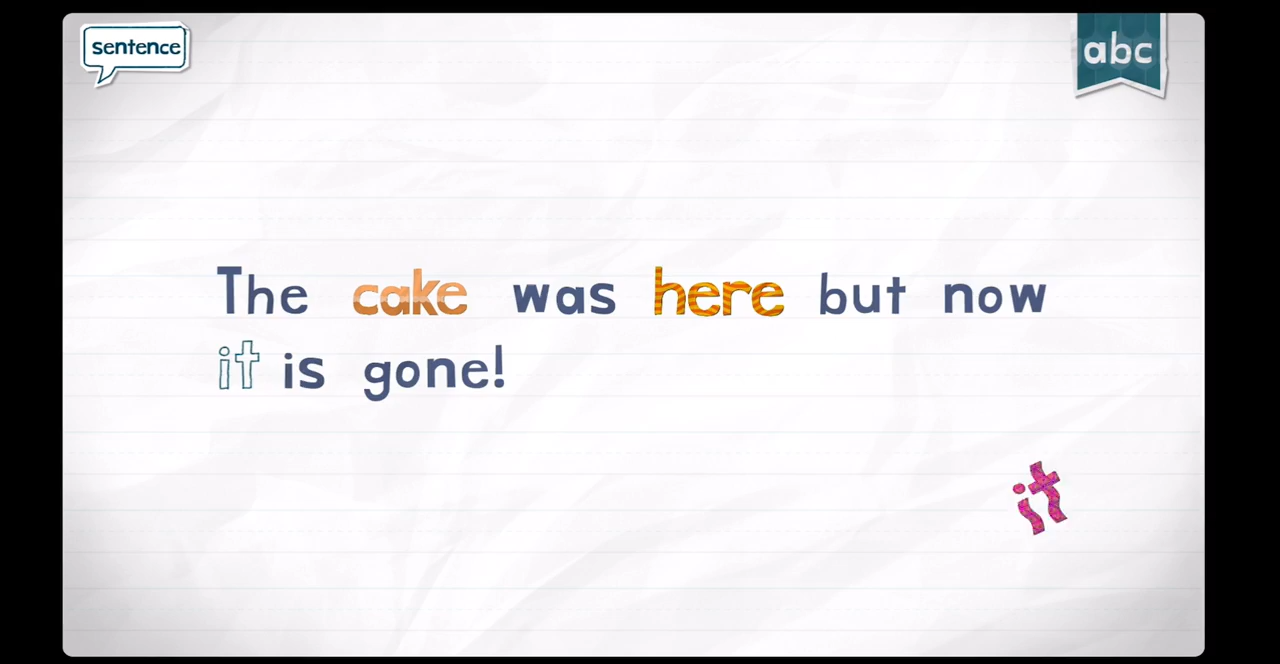 sentence
abc
The cake was here but now
it is gone!
it